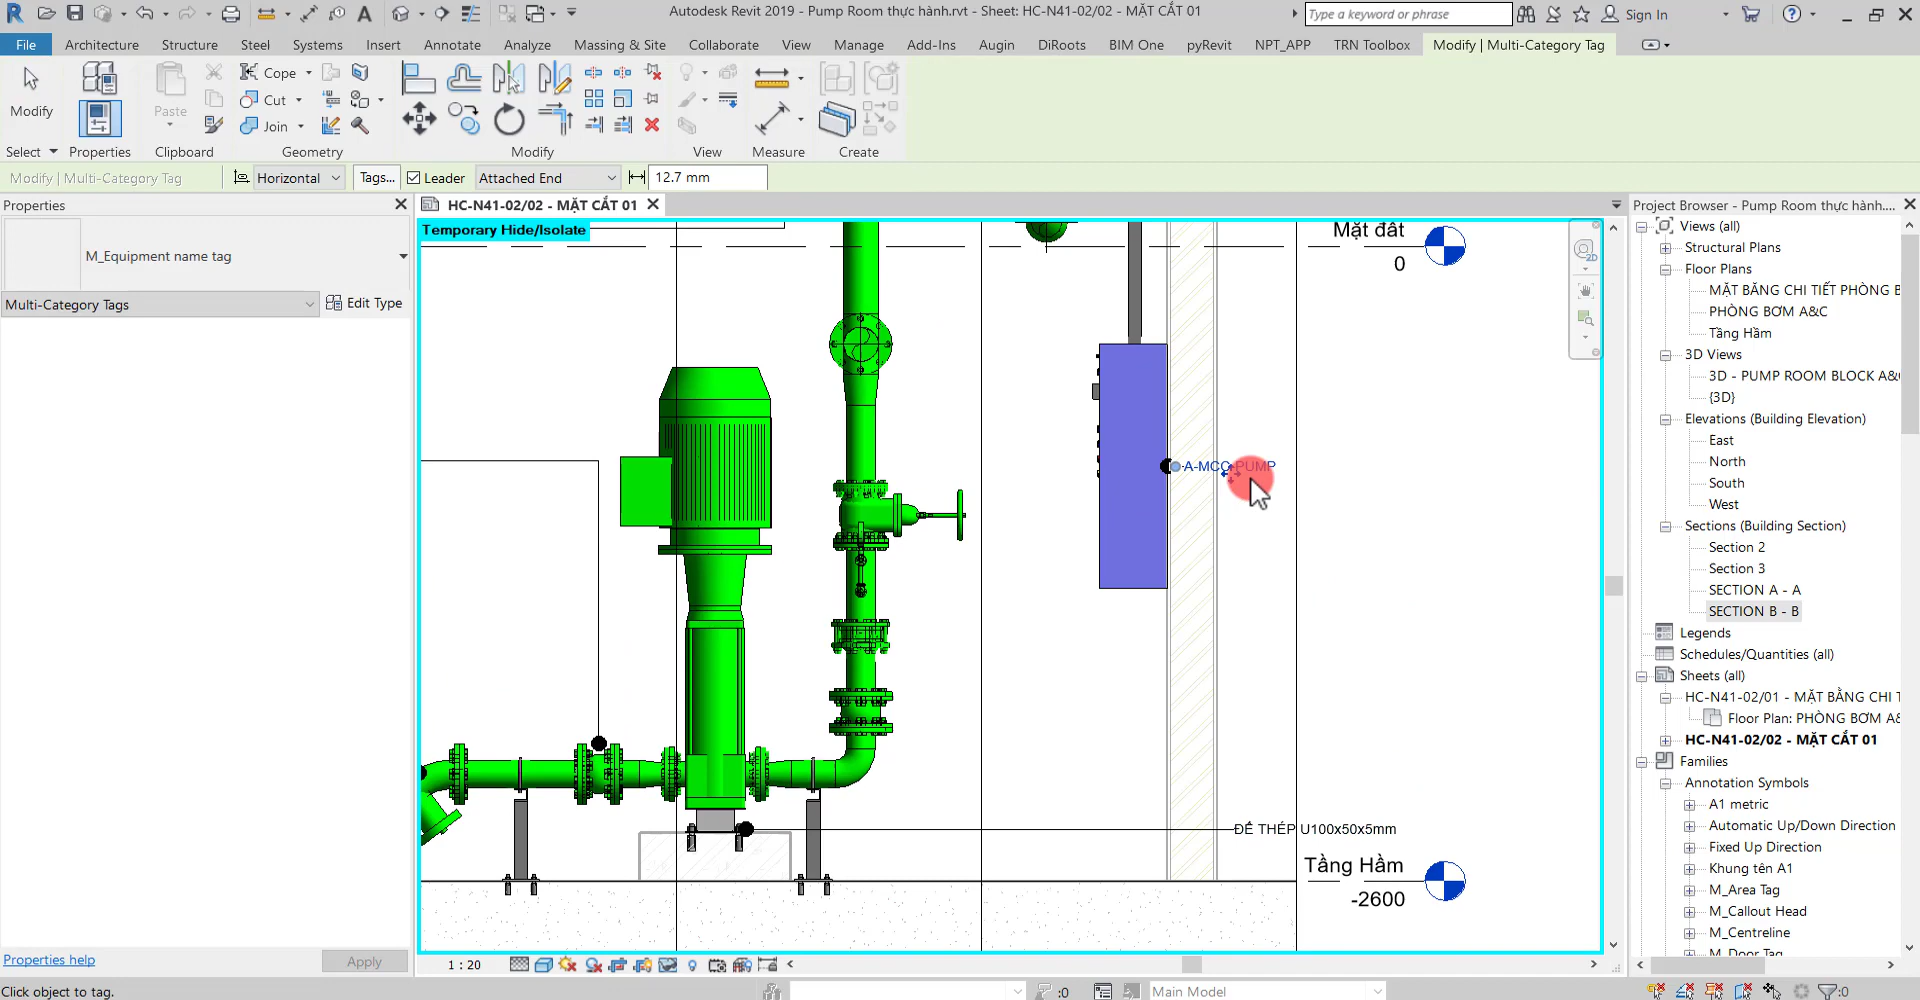 Autodesk Revit 2019 - Pump Room thực hành.rvt - Sheet: HC-N41-02/02 - MẶT CẮT 01
Type a keyword or phrase
Sign In
File
Architecture
Structure
Steel
Systems
Insert
Annotate
Analyze
Massing & Site
Collaborate
View
Manage
Add-Ins
Augin
DiRoots
BIM One
pyRevit
NPT_APP
TRN Toolbox
Modify | Multi-Category Tag
Modify
Paste
Cope
Cut
Join
Select
Properties
Clipboard
Geometry
Modify
View
Measure
Create
Modify | Multi-Category Tag
Horizontal
Tags...
Leader
Attached End
12.7 mm
Properties
M_Equipment name tag
Multi-Category Tags
Edit Type
Properties help
Apply
HC-N41-02/02 - MẶT CẮT 01
Temporary Hide/Isolate
Mặt đât
0
A-MCC-PUMP
ĐẾ THÉP U100x50x5mm
Tầng Hầm
-2600
1 : 20
Project Browser - Pump Room thực hành....
Views (all)
Structural Plans
Floor Plans
MẶT BẰNG CHI TIẾT PHÒNG B
PHÒNG BƠM A&C
Tầng Hầm
3D Views
3D - PUMP ROOM BLOCK A&
{3D}
Elevations (Building Elevation)
East
North
South
West
Sections (Building Section)
Section 2
Section 3
SECTION A - A
SECTION B - B
Legends
Schedules/Quantities (all)
Sheets (all)
HC-N41-02/01 - MẶT BẰNG CHI T
Floor Plan: PHÒNG BƠM A&
HC-N41-02/02 - MẶT CẮT 01
Families
Annotation Symbols
A1 metric
Automatic Up/Down Direction
Fixed Up Direction
Khung tên A1
M_Area Tag
M_Callout Head
M_Centreline
M_Door Tag
Click object to tag.
:0
Main Model
:0